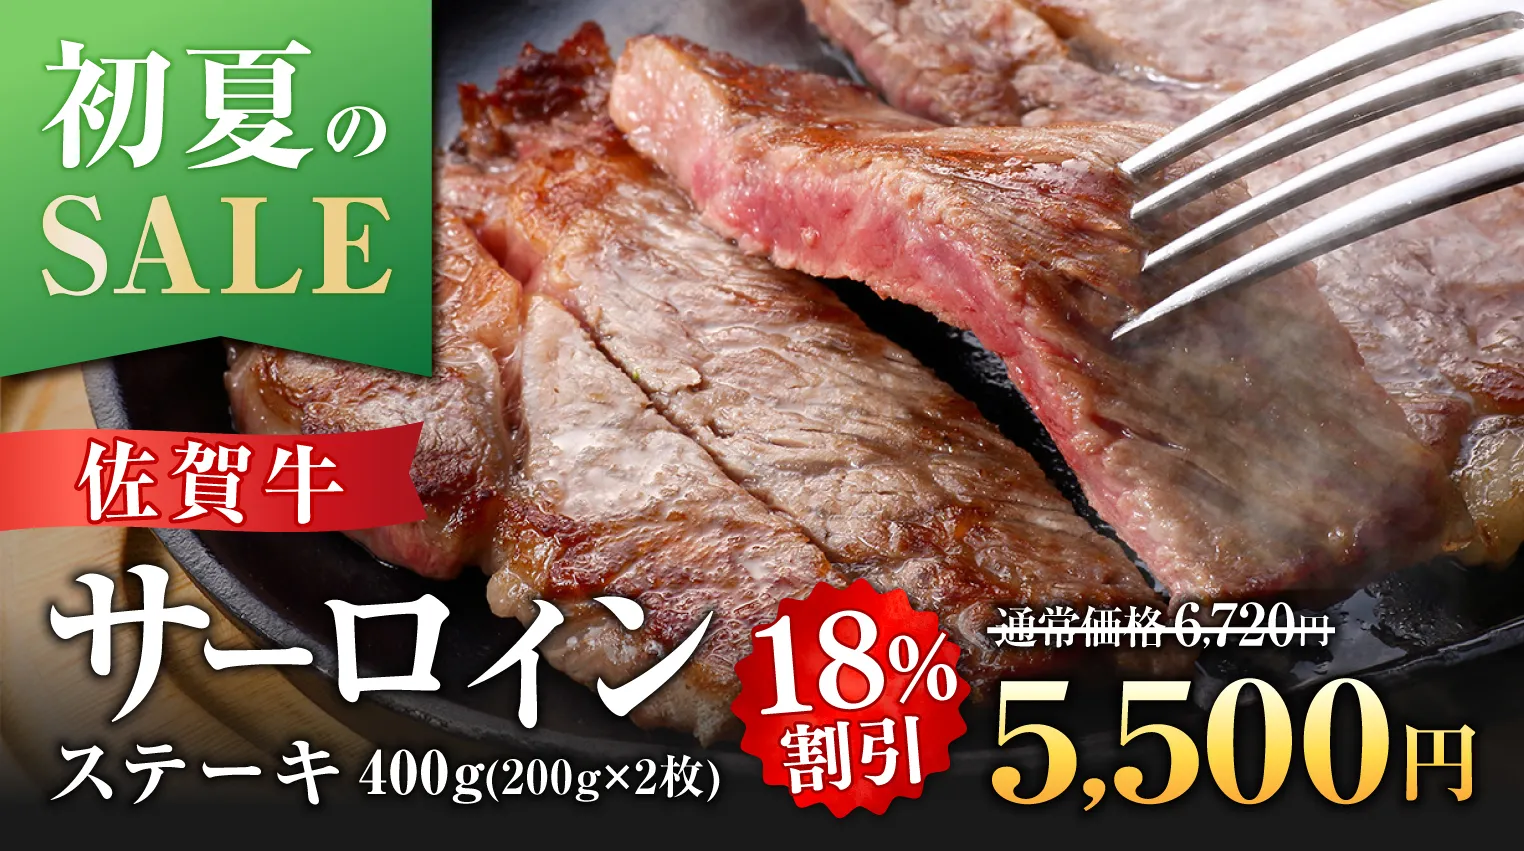 初夏の
SALE
佐賀牛
サーロイン
ステーキ 400g(200g×2枚)
18%
割引
通常価格 6,720円
5,500円